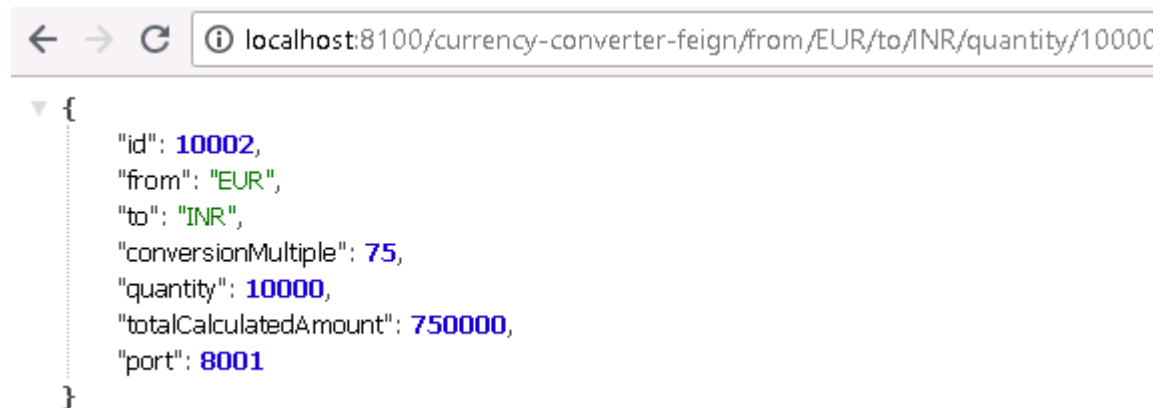 localhost:8100/currency-converter-feign/from/EUR/to/INR/quantity/10000
{
"id": 10002,
"from": "EUR",
"to": "INR",
"conversionMultiple": 75,
"quantity": 10000,
"totalCalculatedAmount": 750000,
"port": 8001
}